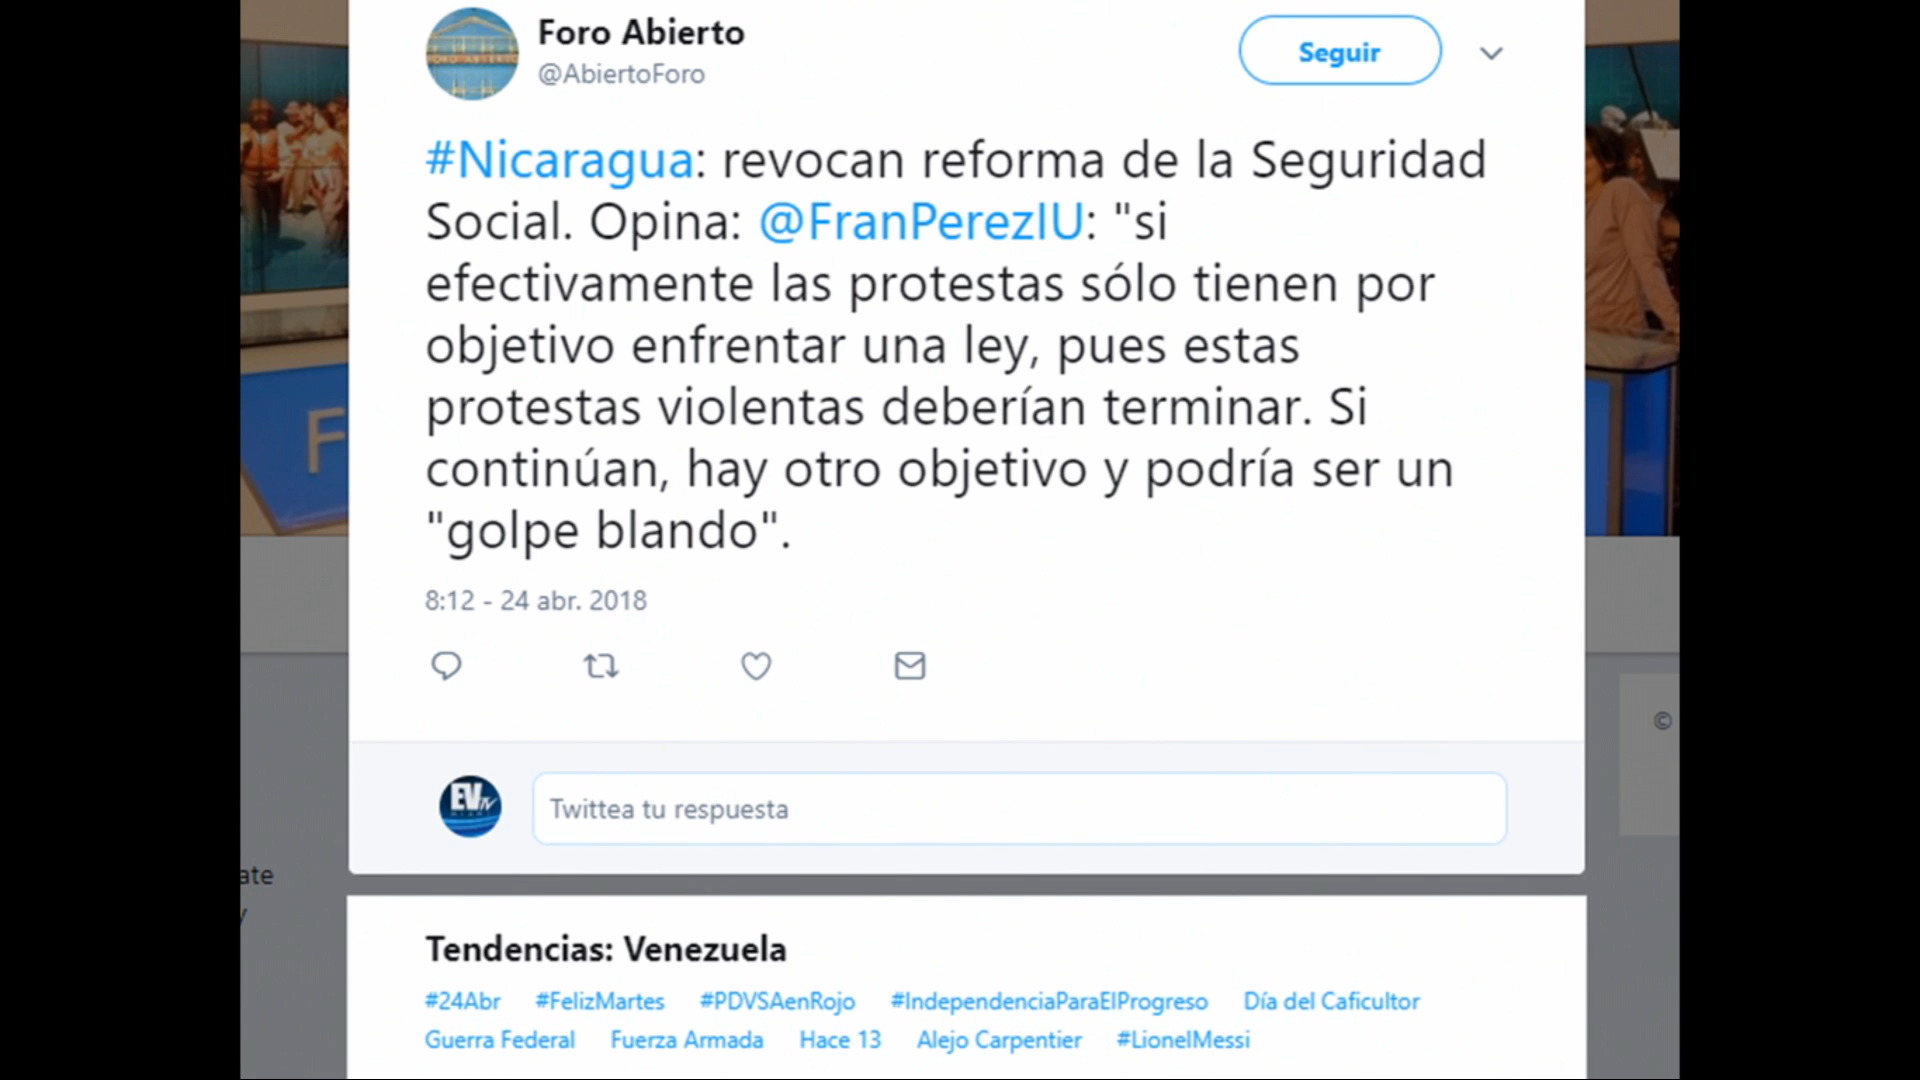 Foro Abierto
@AbiertoForo
Seguir
#Nicaragua: revocan reforma de la Seguridad
Social. Opina: @FranPerezIU: "si
efectivamente las protestas sólo tienen por
objetivo enfrentar una ley, pues estas
protestas violentas deberían terminar. Si
continúan, hay otro objetivo y podría ser un
"golpe blando".
8:12 - 24 abr. 2018
EVtv
Twittea tu respuesta
F
©
ate
y
Tendencias: Venezuela
#24Abr #FelizMartes #PDVSAenRojo #IndependenciaParaElProgreso Día del Caficultor
Guerra Federal Fuerza Armada Hace 13 Alejo Carpentier #LionelMessi